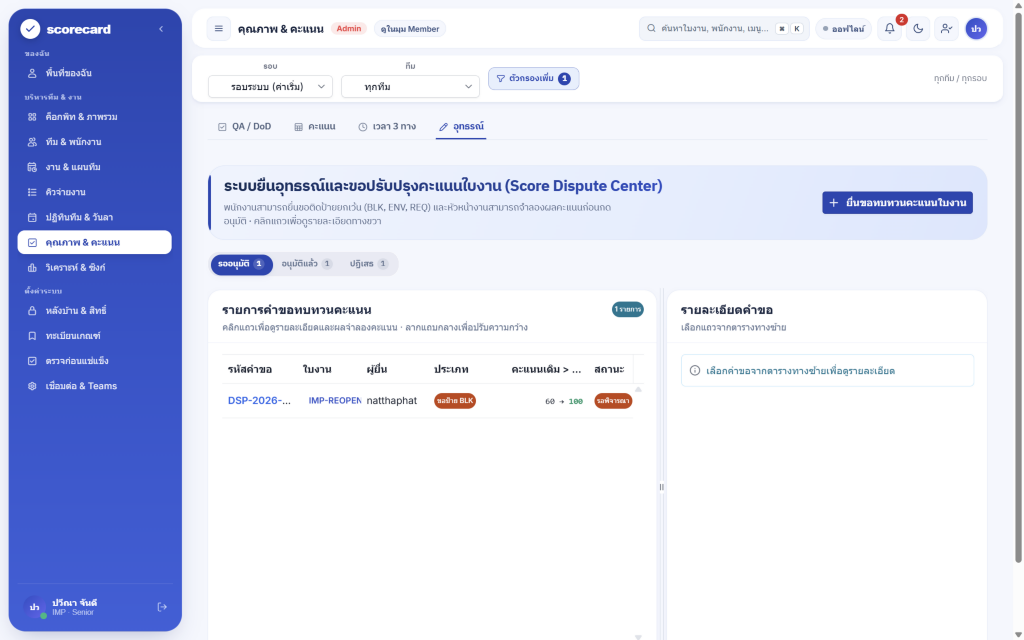 scorecard
ของฉัน
พื้นที่ของฉัน
บริหารทีม & งาน
ค็อกพิท & ภาพรวม
ทีม & พนักงาน
งาน & แผนทีม
คิวจ่ายงาน
ปฏิทินทีม & วันลา
คุณภาพ & คะแนน
วิเคราะห์ & ซิงก์
ตั้งค่าระบบ
หลังบ้าน & สิทธิ์
ทะเบียนเกณฑ์
ตรวจก่อนแช่แข็ง
เชื่อมต่อ & Teams
ปา
ปวีณา จันดี
IMP · Senior
คุณภาพ & คะแนน
Admin
ดูในมุม Member
ค้นหาใบงาน, พนักงาน, เมนู...
⌘ K
ออฟไลน์
2
ปา
รอบ
รอบระบบ (ค่าเริ่ม)
ทีม
ทุกทีม
ตัวกรองเพิ่ม 1
ทุกทีม / ทุกรอบ
QA / DoD
คะแนน
เวลา 3 ทาง
อุทธรณ์
ระบบยื่นอุทธรณ์และขอปรับปรุงคะแนนใบงาน (Score Dispute Center)
พนักงานสามารถยื่นขอติดป้ายยกเว้น (BLK, ENV, REQ) และหัวหน้างานสามารถจำลองผลคะแนนก่อนกด
อนุมัติ · คลิกแถวเพื่อดูรายละเอียดทางขวา
+ ยื่นขอทบทวนคะแนนใบงาน
รออนุมัติ 1
อนุมัติแล้ว 1
ปฏิเสธ 1
รายการคำขอทบทวนคะแนน
1 รายการ
คลิกแถวเพื่อดูรายละเอียดและผลจำลองคะแนน · ลากแถบกลางเพื่อปรับความกว้าง
รหัสคำขอ ใบงาน ผู้ยื่น ประเภท คะแนนเดิม > ... สถานะ
DSP-2026-... IMP-REOPEN natthaphat ขอป้าย BLK 60 → 100 รอพิจารณา
รายละเอียดคำขอ
เลือกแถวจากตารางทางซ้าย
เลือกคำขอจากตารางทางซ้ายเพื่อดูรายละเอียด